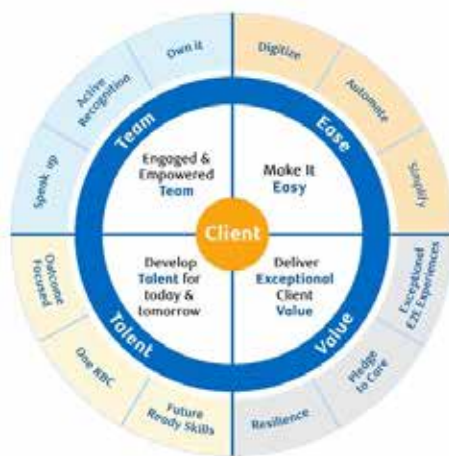 Own it
Active
Recognition
Speak up
Digitize
Automate
Simplify
Team
Ease
Engaged &
Empowered
Team
Make It
Easy
Client
Develop
Talent for
today &
tomorrow
Deliver
Exceptional
Client
Value
Talent
Value
Outcome
Focused
One KBC
Future
Ready Skills
Exceptional
E2E Experiences
Pledge
to Care
Resilience